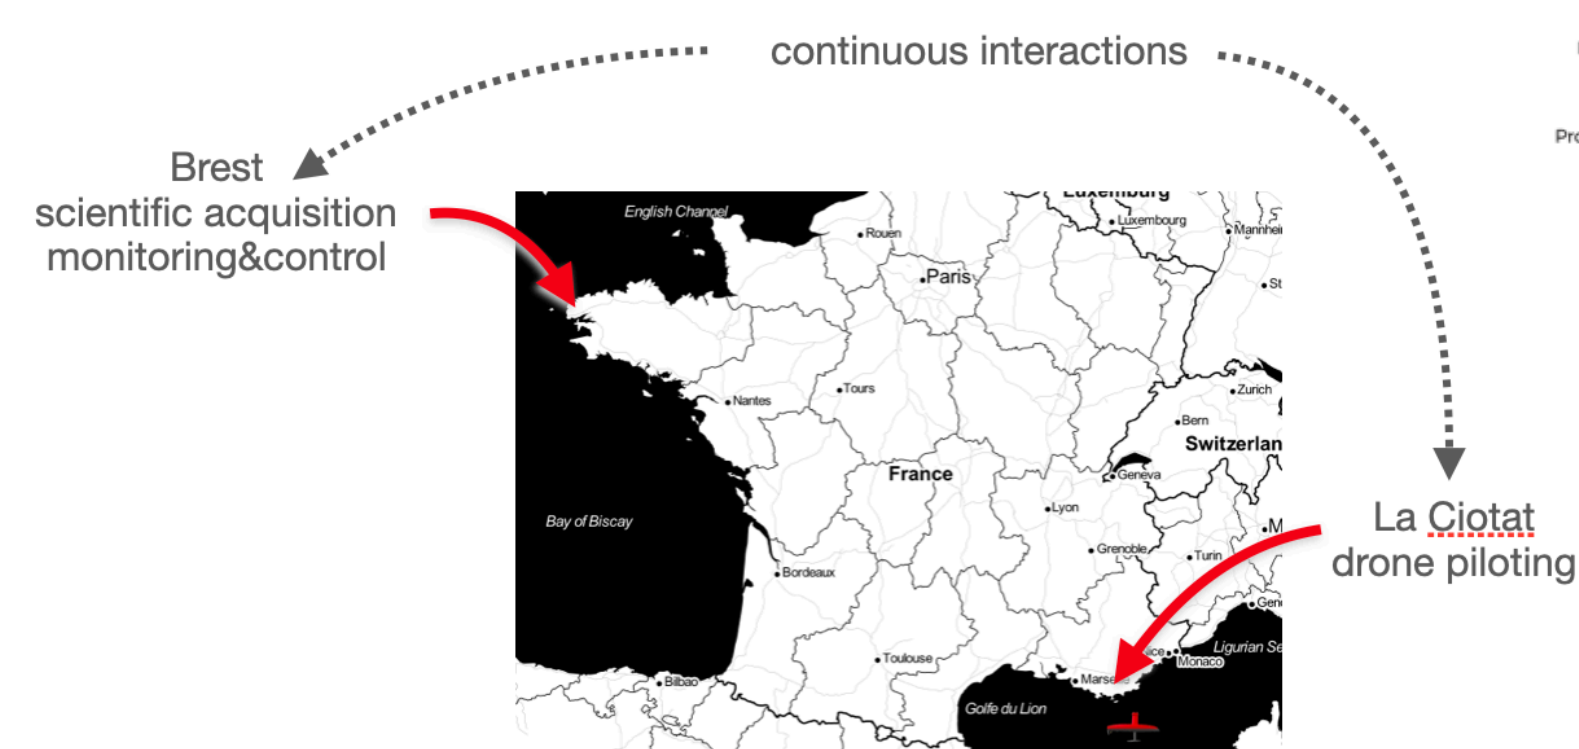 continuous interactions
Brest
scientific acquisition
monitoring&control
La Ciotat
drone piloting
English Channel
Luxembourg
Rouen
Paris
Nantes
Tours
Zurich
Bern
Geneva
France
Bay of Biscay
Lyon
Grenoble
Turin
Bordeaux
Toulouse
Monaco
Bilbao
Golfe du Lion